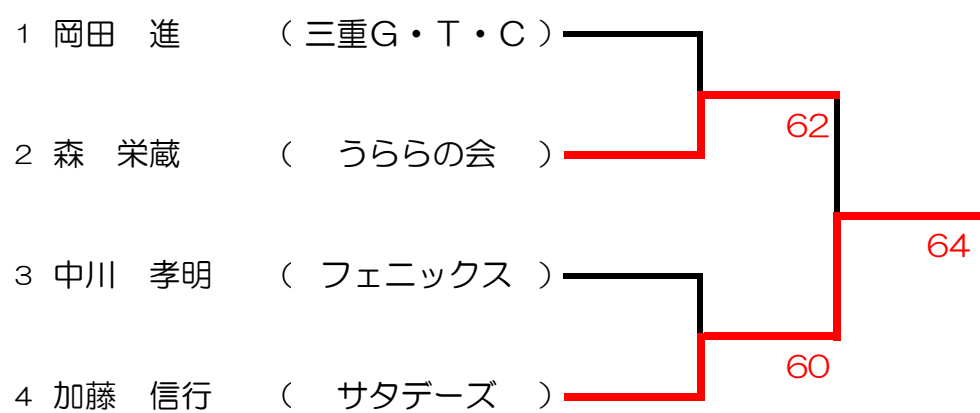 1 岡田 進 ( 三重G・T・C )
62
2 森 栄蔵 ( うららの会 )
64
3 中川 孝明 ( フェニックス )
60
4 加藤 信行 ( サタデーズ )